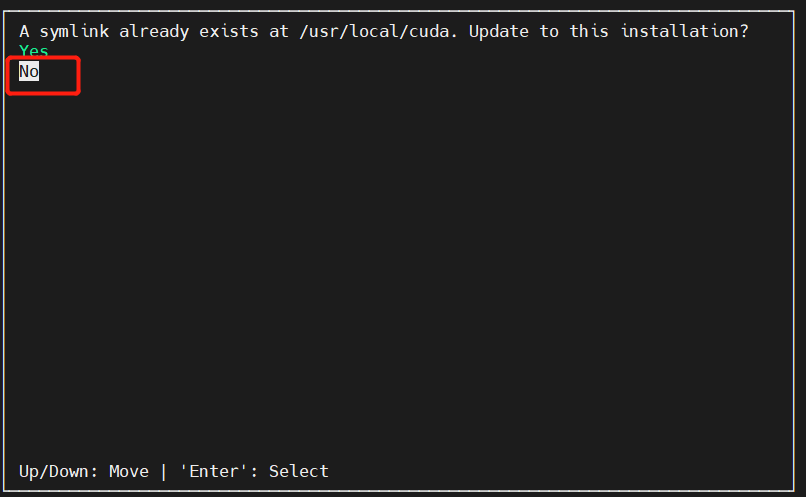 A symlink already exists at /usr/local/cuda. Update to this installation?
Yes
No
Up/Down: Move | 'Enter': Select